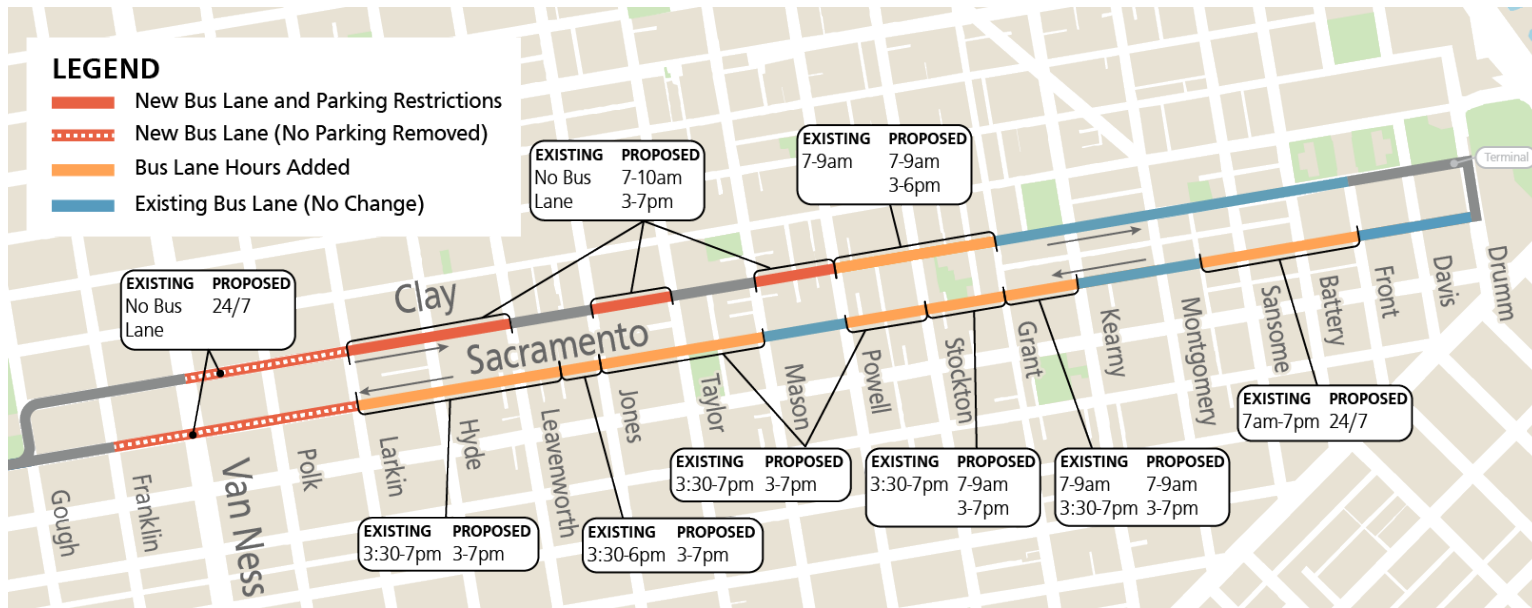 LEGEND
New Bus Lane and Parking Restrictions
New Bus Lane (No Parking Removed)
Bus Lane Hours Added
Existing Bus Lane (No Change)
EXISTING PROPOSED
No Bus 7-10am
Lane 3-7pm
EXISTING PROPOSED
7-9am 7-9am
3-6pm
Terminal
EXISTING PROPOSED
No Bus 24/7
Lane
Clay
Sacramento
Gough
Franklin
Van Ness
Polk
Larkin
Hyde
Leavenworth
Jones
Taylor
Mason
Powell
Stockton
Grant
Kearny
Montgomery
Sansome
Battery
Front
Davis
Drumm
EXISTING PROPOSED
3:30-7pm 3-7pm
EXISTING PROPOSED
3:30-6pm 3-7pm
EXISTING PROPOSED
3:30-7pm 3-7pm
EXISTING PROPOSED
3:30-7pm 7-9am
3-7pm
EXISTING PROPOSED
7-9am 7-9am
3:30-7pm 3-7pm
EXISTING PROPOSED
7am-7pm 24/7